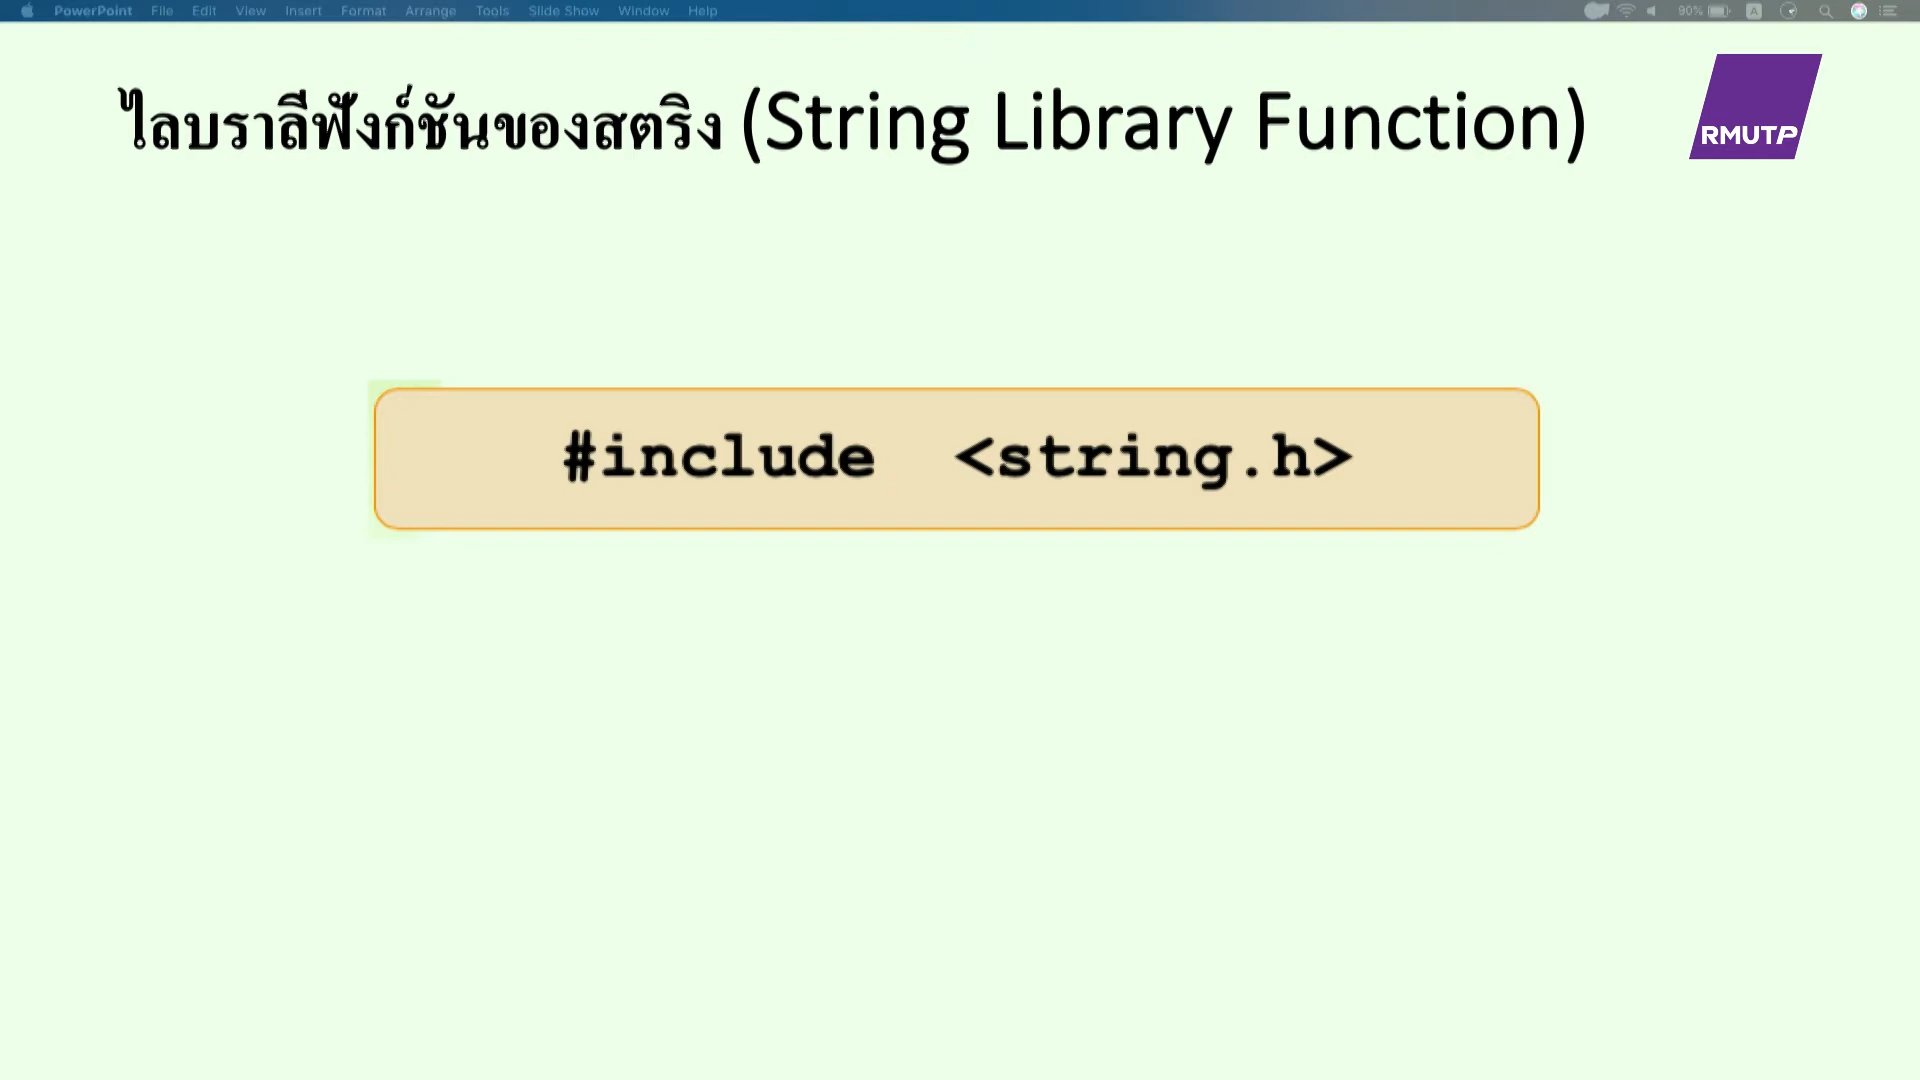 PowerPoint File Edit View Insert Format Arrange Tools Slide Show Window Help 90% A
ไลบราลีฟังก์ชันของสตริง (String Library Function)
RMUTP
#include <string.h>